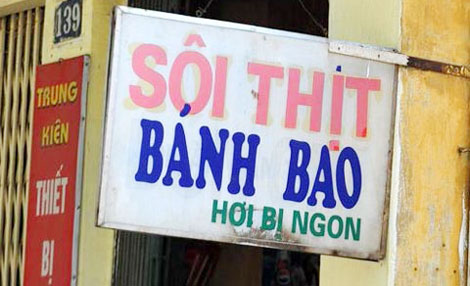 139
TRUNG
KIÊN
THIẾT
BỊ
SÔI THỊT
BÁNH BAO
HƠI BỊ NGON